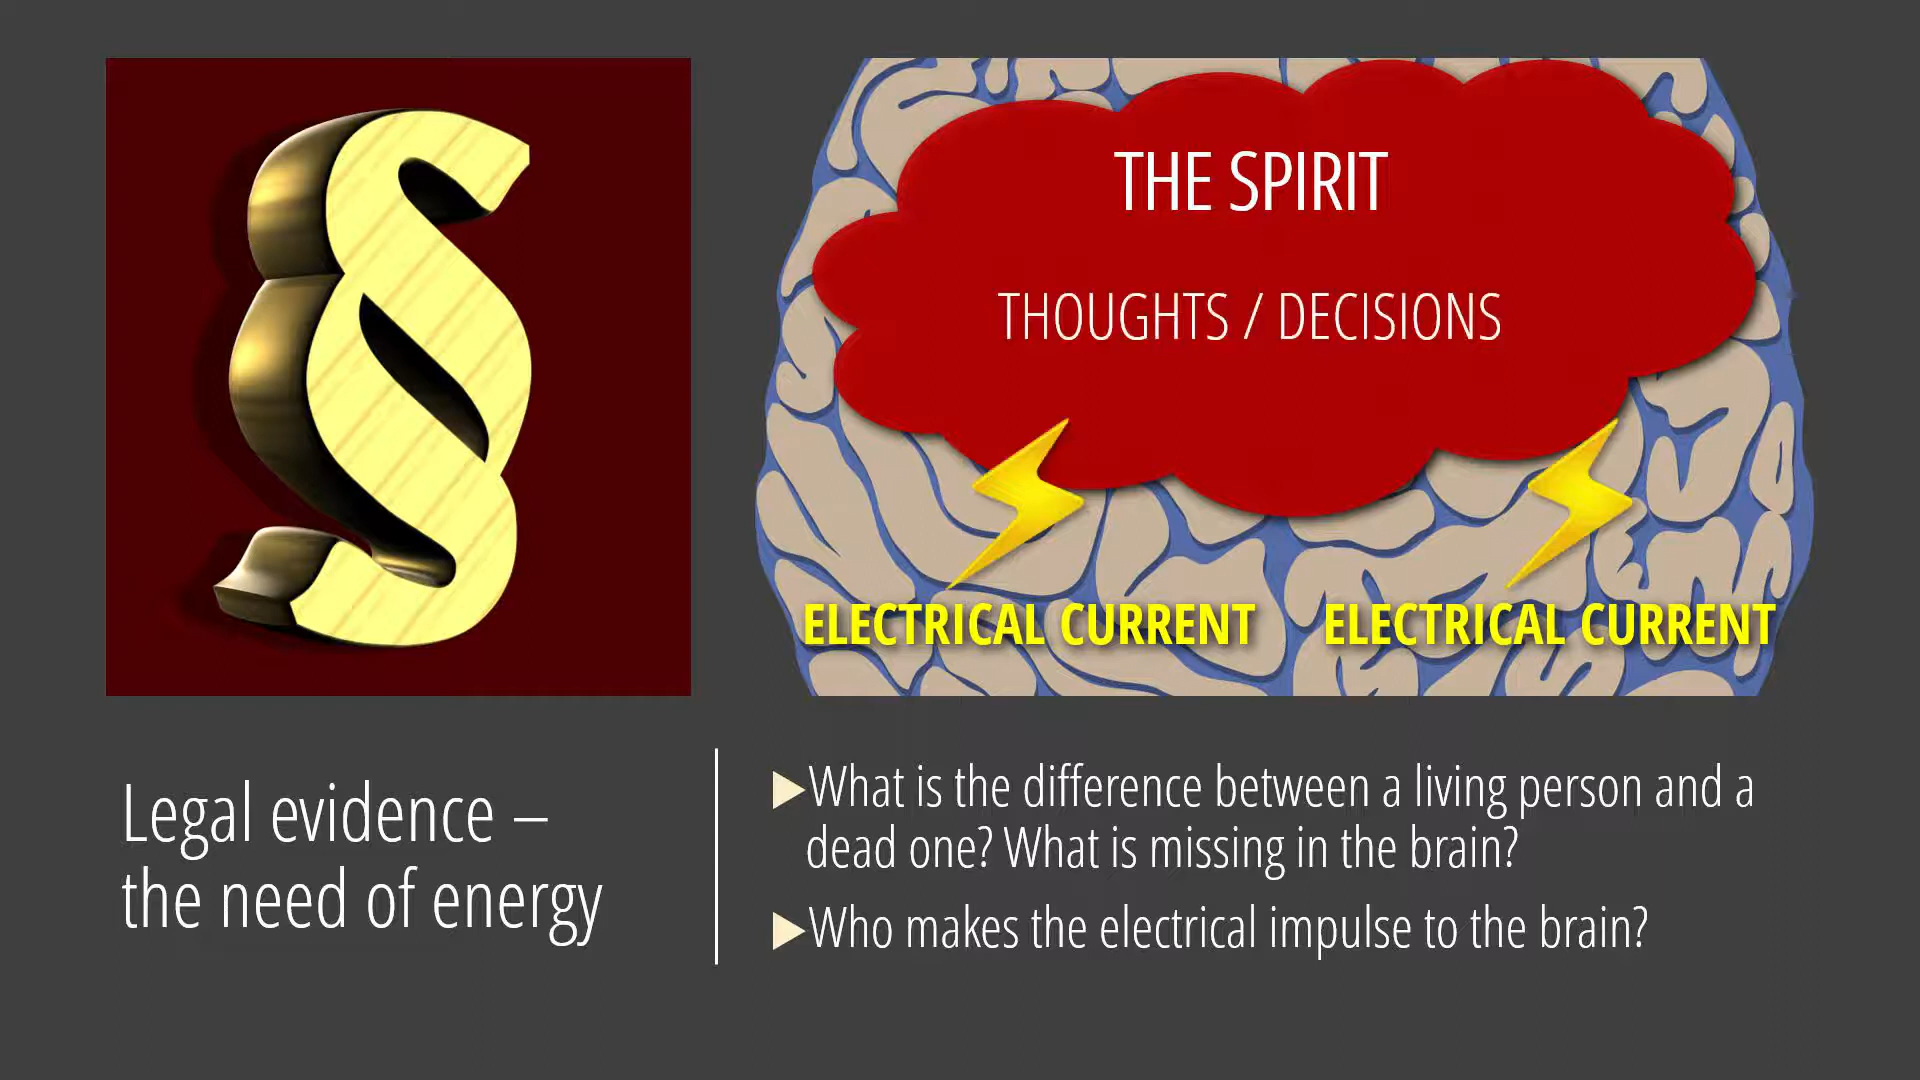 §
THE SPIRIT
THOUGHTS / DECISIONS
ELECTRICAL CURRENT
ELECTRICAL CURRENT
Legal evidence –
the need of energy
What is the difference between a living person and a
dead one? What is missing in the brain?
Who makes the electrical impulse to the brain?